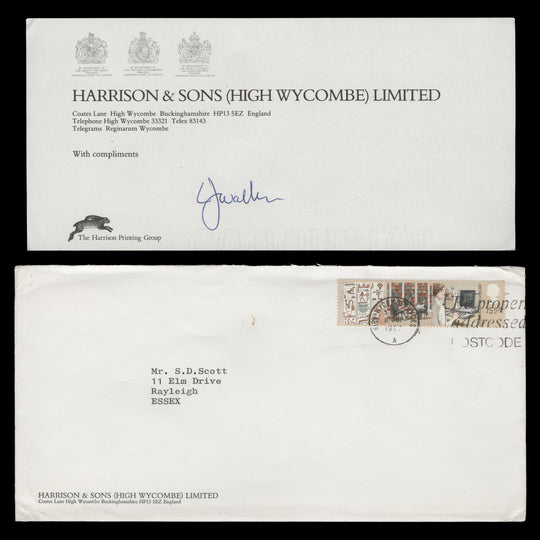 HARRISON & SONS (HIGH WYCOMBE) LIMITED
Coates Lane High Wycombe Buckinghamshire HP13 5EZ England
Telephone High Wycombe 33321 Telex 83143
Telegrams Reginarum Wycombe
With compliments
The Harrison Printing Group
be properly
addressed
POSTCODE
A
Mr. S.D.Scott
11 Elm Drive
Rayleigh
ESSEX
HARRISON & SONS (HIGH WYCOMBE) LIMITED
Coates Lane High Wycombe Buckinghamshire HP13 5EZ England